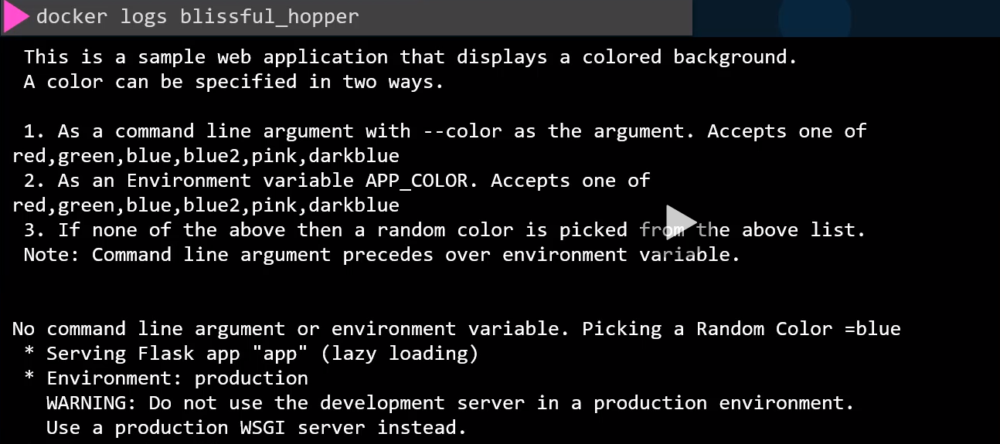 docker logs blissful_hopper
This is a sample web application that displays a colored background.
A color can be specified in two ways.
1. As a command line argument with --color as the argument. Accepts one of
red,green,blue,blue2,pink,darkblue
2. As an Environment variable APP_COLOR. Accepts one of
red,green,blue,blue2,pink,darkblue
3. If none of the above then a random color is picked from the above list.
Note: Command line argument precedes over environment variable.
No command line argument or environment variable. Picking a Random Color =blue
* Serving Flask app "app" (lazy loading)
* Environment: production
WARNING: Do not use the development server in a production environment.
Use a production WSGI server instead.